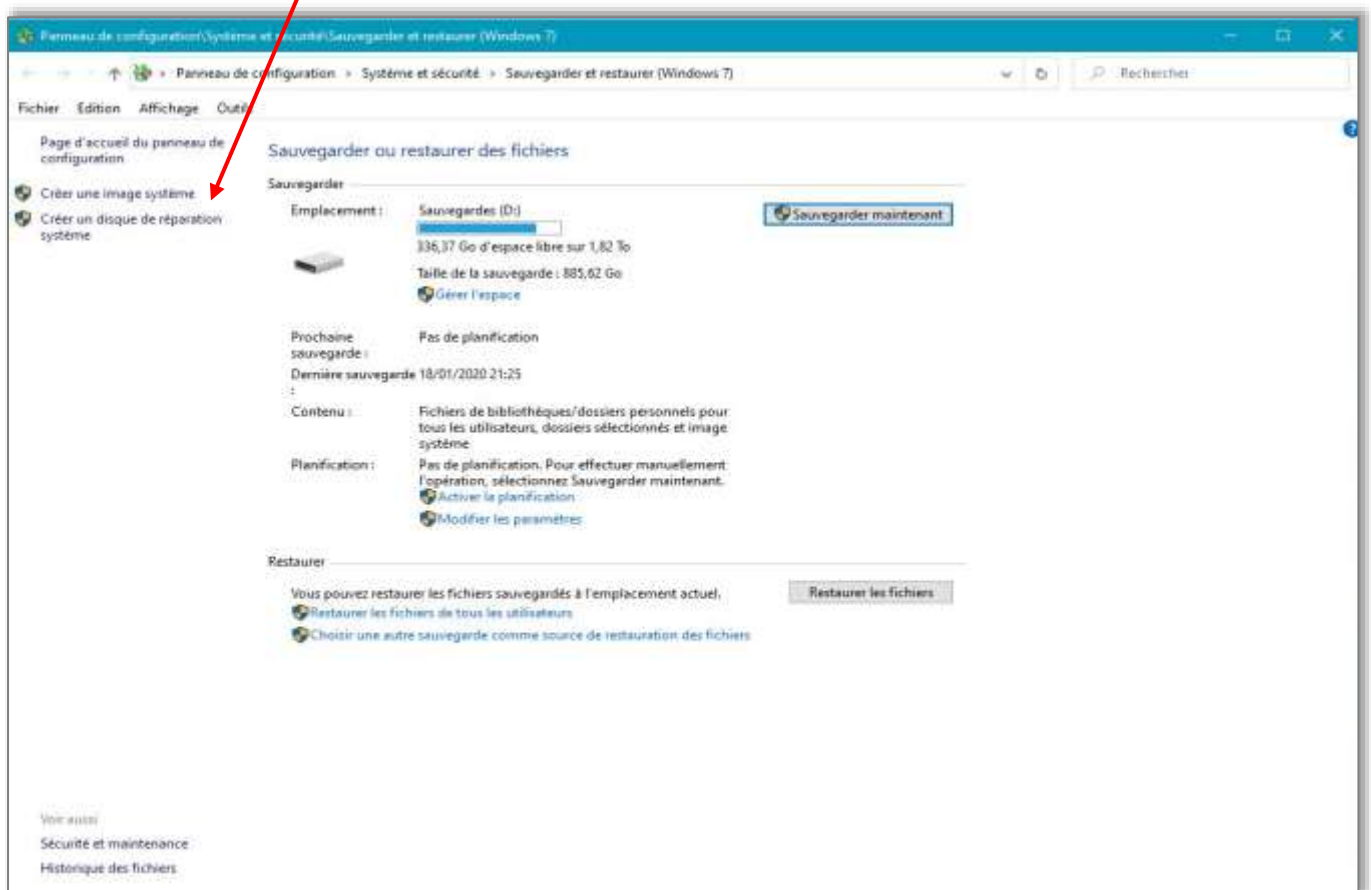 Panneau de configuration\Système et sécurité\Sauvegarder et restaurer (Windows 7)
Panneau de configuration > Système et sécurité > Sauvegarder et restaurer (Windows 7)
Rechercher
Fichier Edition Affichage Outils
Page d'accueil du panneau de
configuration
Créer une image système
Créer un disque de réparation
système
Sauvegarder ou restaurer des fichiers
Sauvegarder
Emplacement : Sauvegardes (D:)
Sauvegarder maintenant
336,37 Go d'espace libre sur 1,82 To
Taille de la sauvegarde : 885,62 Go
Gérer l'espace
Prochaine Pas de planification
sauvegarde :
Dernière sauvegarde 18/01/2020 21:25
:
Contenu : Fichiers de bibliothèques/dossiers personnels pour
tous les utilisateurs, dossiers sélectionnés et image
système
Planification : Pas de planification. Pour effectuer manuellement
l'opération, sélectionnez Sauvegarder maintenant.
Activer la planification
Modifier les paramètres
Restaurer
Vous pouvez restaurer les fichiers sauvegardés à l'emplacement actuel.
Restaurer les fichiers
Restaurer les fichiers de tous les utilisateurs
Choisir une autre sauvegarde comme source de restauration des fichiers
Voir aussi
Sécurité et maintenance
Historique des fichiers